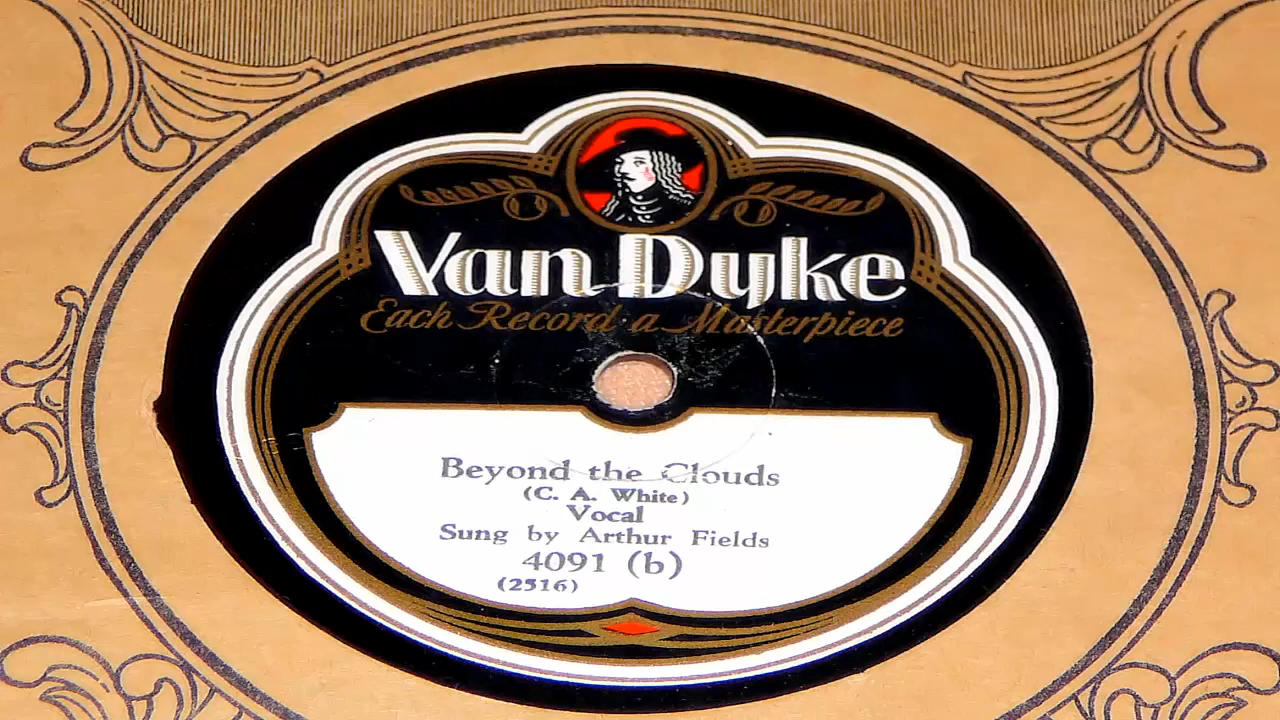 Van Dyke
Each Record a Masterpiece
Beyond the Clouds
(C. A. White)
Vocal
Sung by Arthur Fields
4091 (b)
(2516)